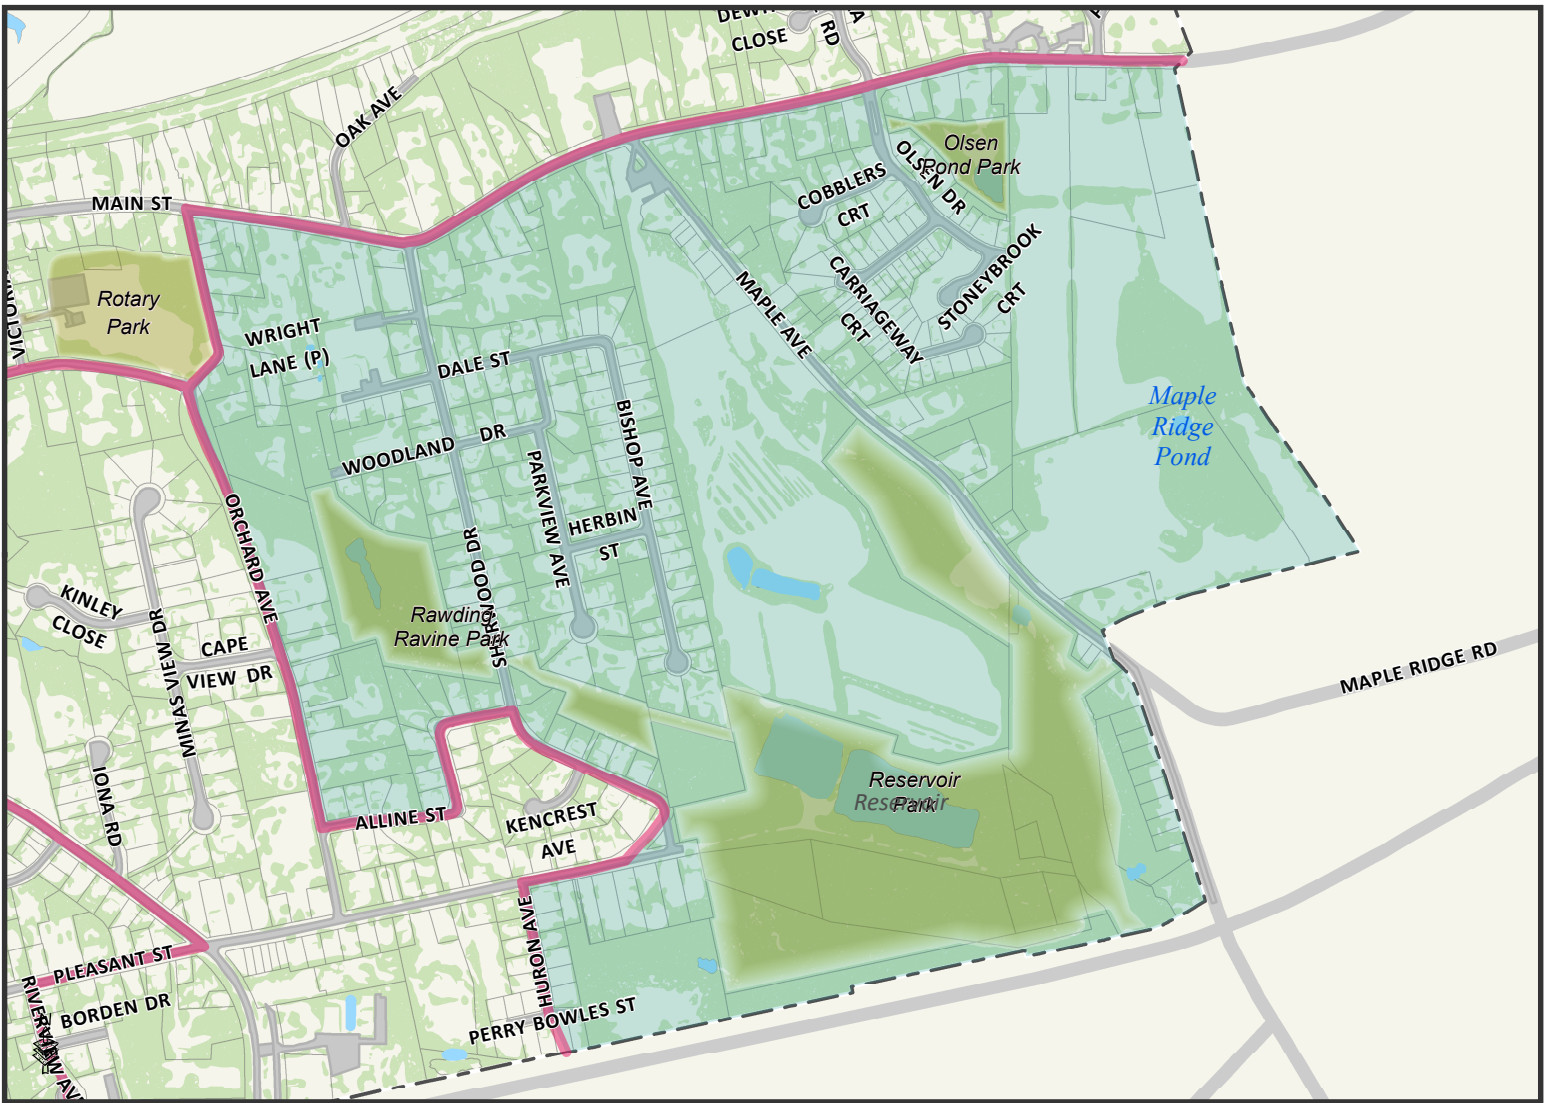 CLOSE
RD
OAK AVE
MAIN ST
Olsen
Pond Park
OLSEN DR
COBBLERS
CRT
STONEYBROOK
CRT
CARRIAGEWAY
CRT
MAPLE AVE
Rotary
Park
WRIGHT
LANE (P)
DALE ST
BISHOP AVE
Maple
Ridge
Pond
WOODLAND DR
PARKVIEW AVE
HERBIN
ST
ORCHARD AVE
SHERWOOD DR
KINLEY
CLOSE
Rawding
Ravine Park
CAPE
VIEW DR
MINAS VIEW DR
MAPLE RIDGE RD
IONA RD
Reservoir
Park
Reservoir
ALLINE ST
KENCREST
AVE
HURON AVE
PLEASANT ST
BORDEN DR
RIVERVIEW AVE
PERRY BOWLES ST